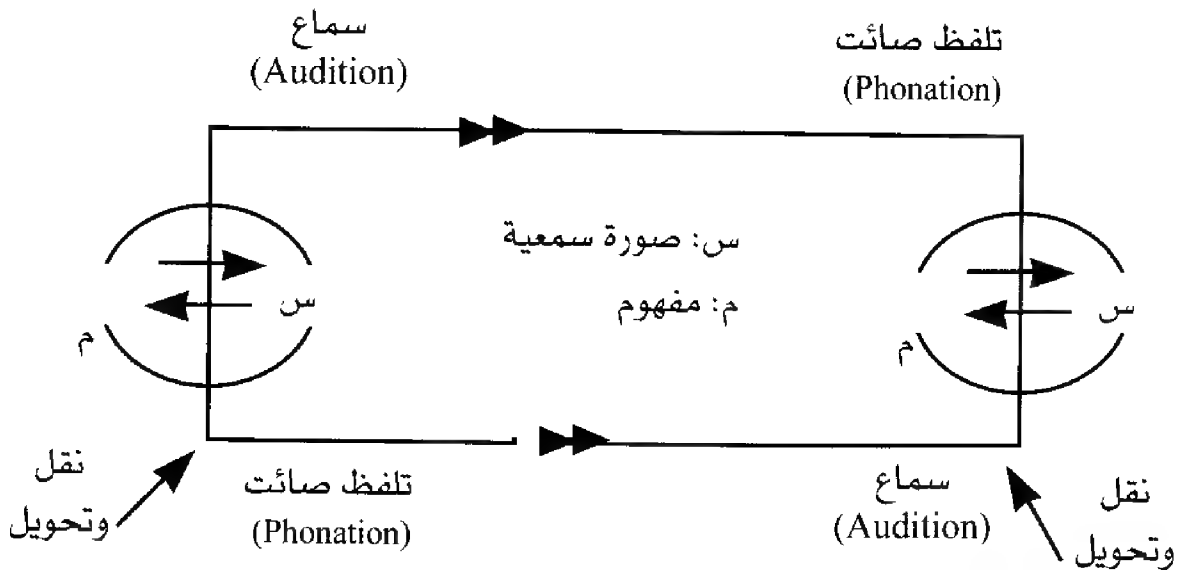 سماع
(Audition)
تلفظ صائت
(Phonation)
س: صورة سمعية
م: مفهوم
س
م
س
م
نقل
وتحويل
تلفظ صائت
(Phonation)
سماع
(Audition)
نقل
وتحويل